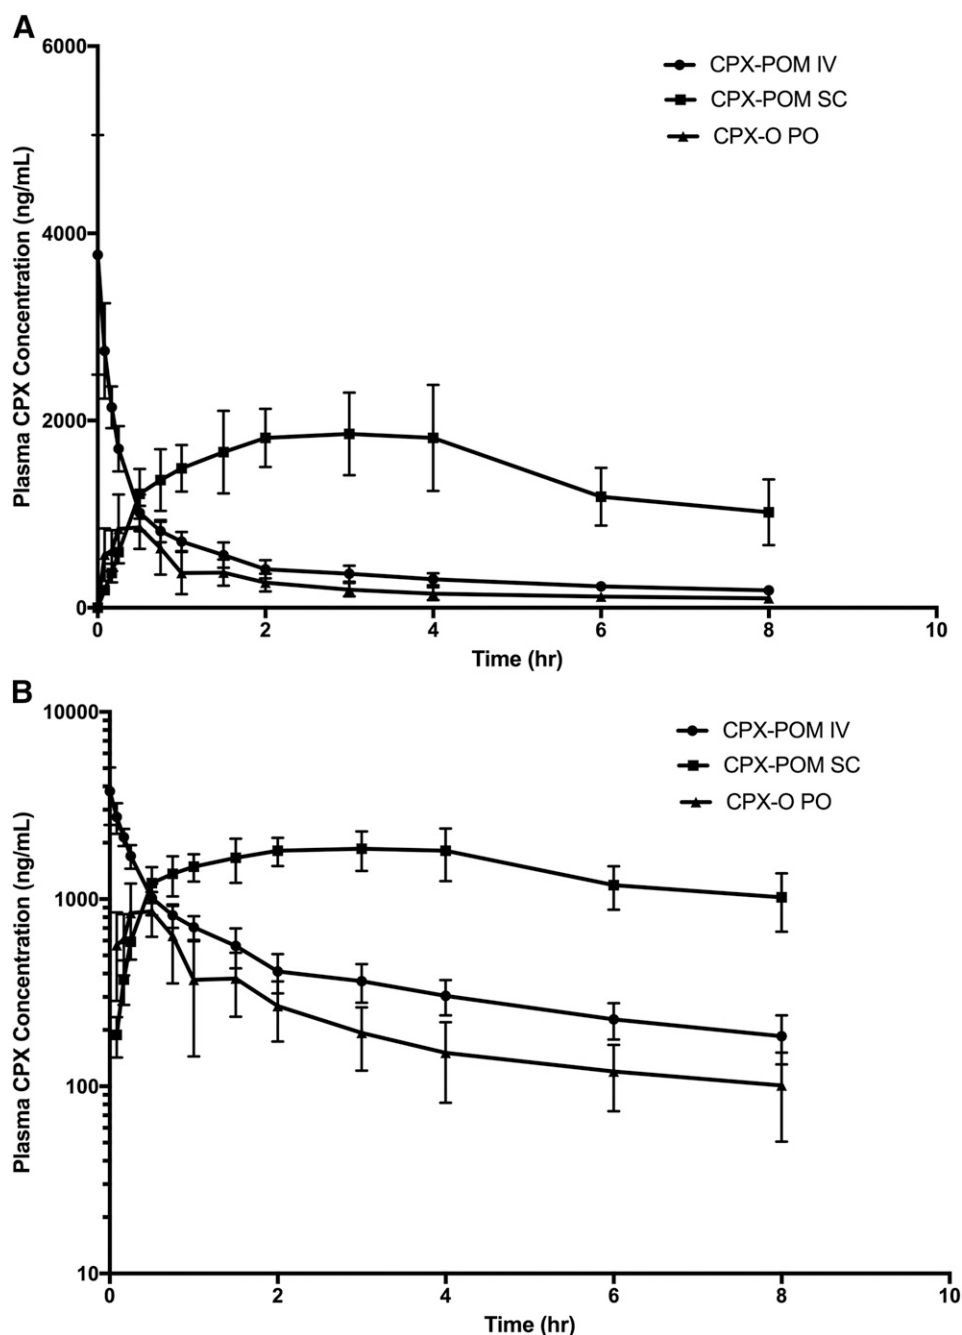 A
6000
4000
2000
0
Plasma CPX Concentration (ng/mL)
CPX-POM IV
CPX-POM SC
CPX-O PO
0 2 4 6 8 10
Time (hr)
B
10000
1000
100
10
Plasma CPX Concentration (ng/mL)
CPX-POM IV
CPX-POM SC
CPX-O PO
0 2 4 6 8 10
Time (hr)